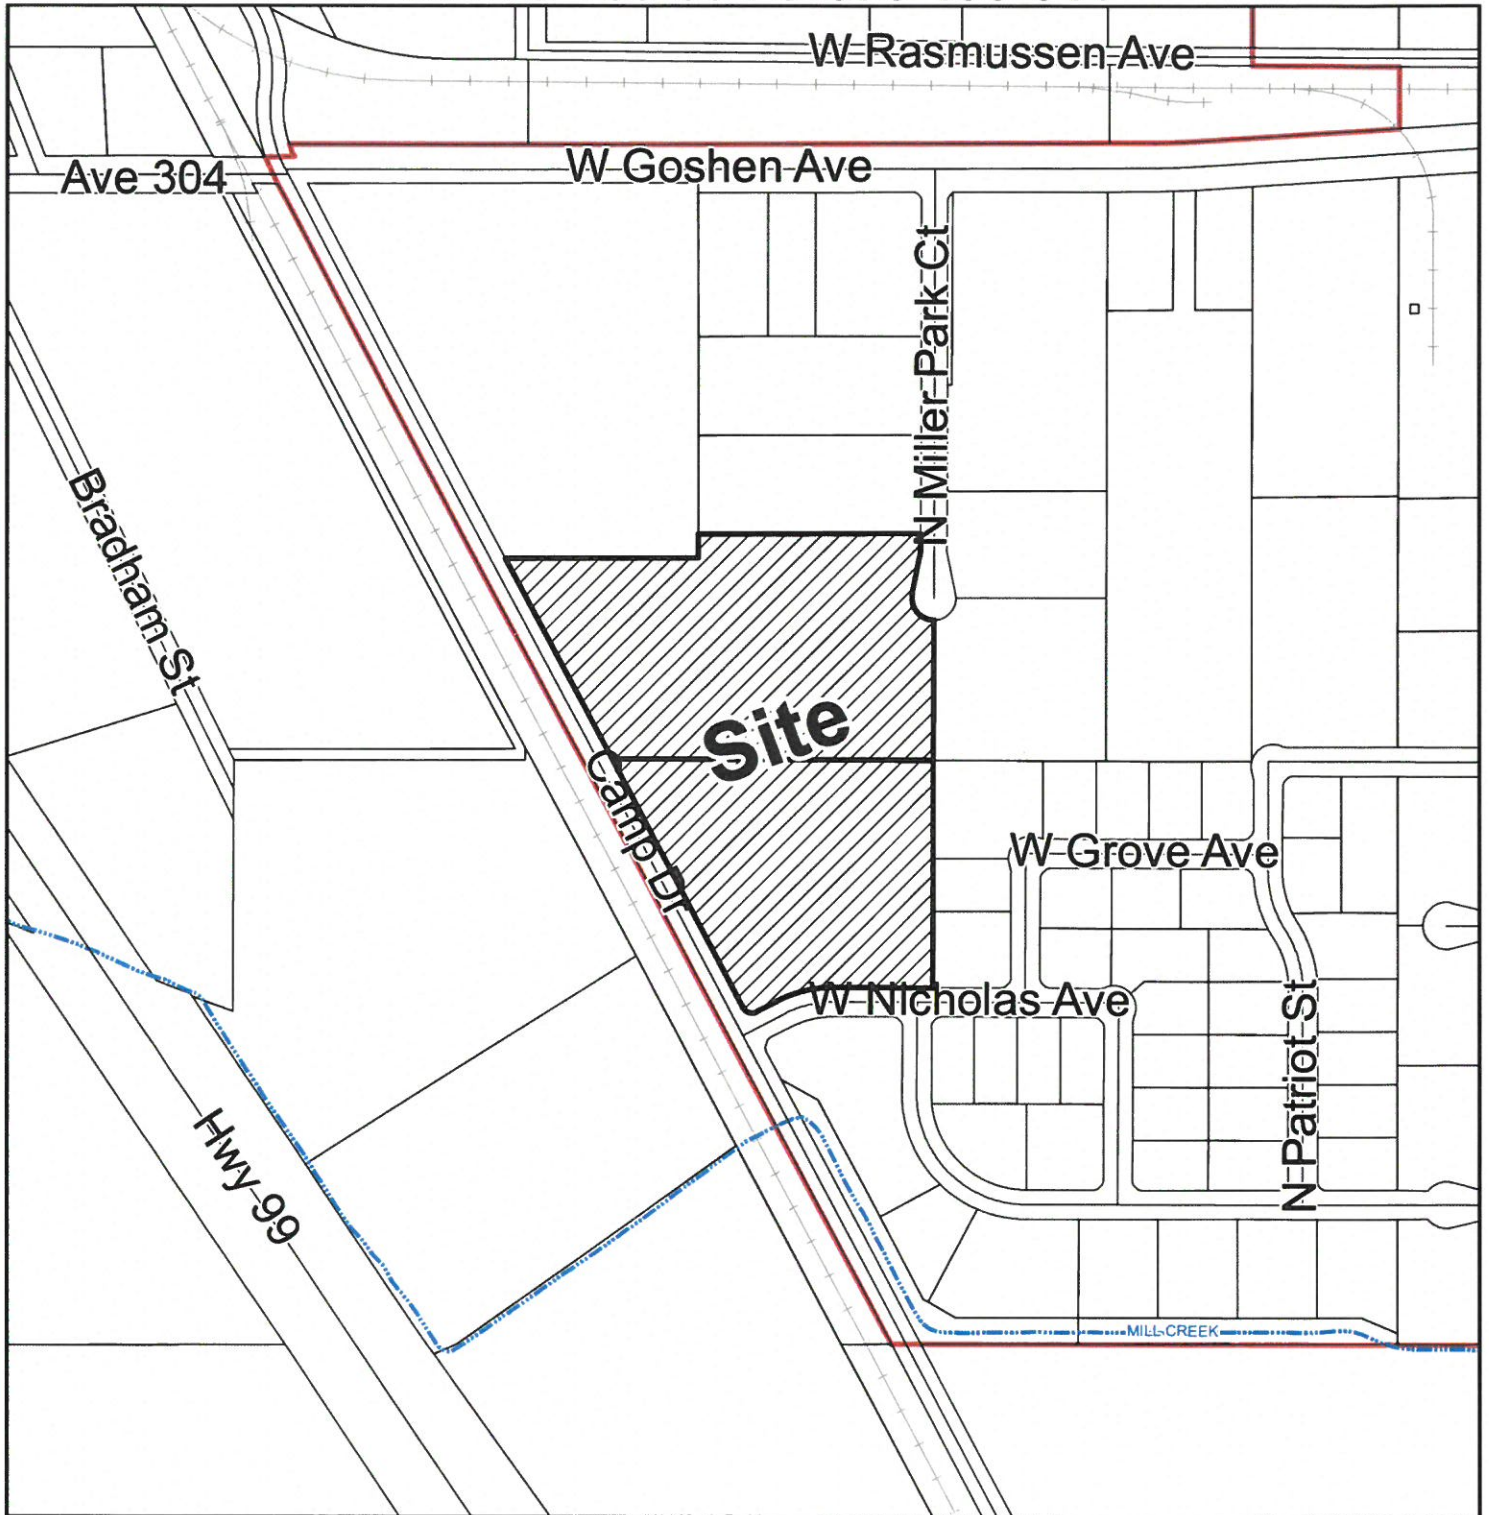 W Rasmussen Ave
W Goshen Ave
Ave 304
N Miller Park Ct
Bradham St
Site
Camp Dr
W Grove Ave
W Nicholas Ave
N Patriot St
Hwy 99
MILL CREEK